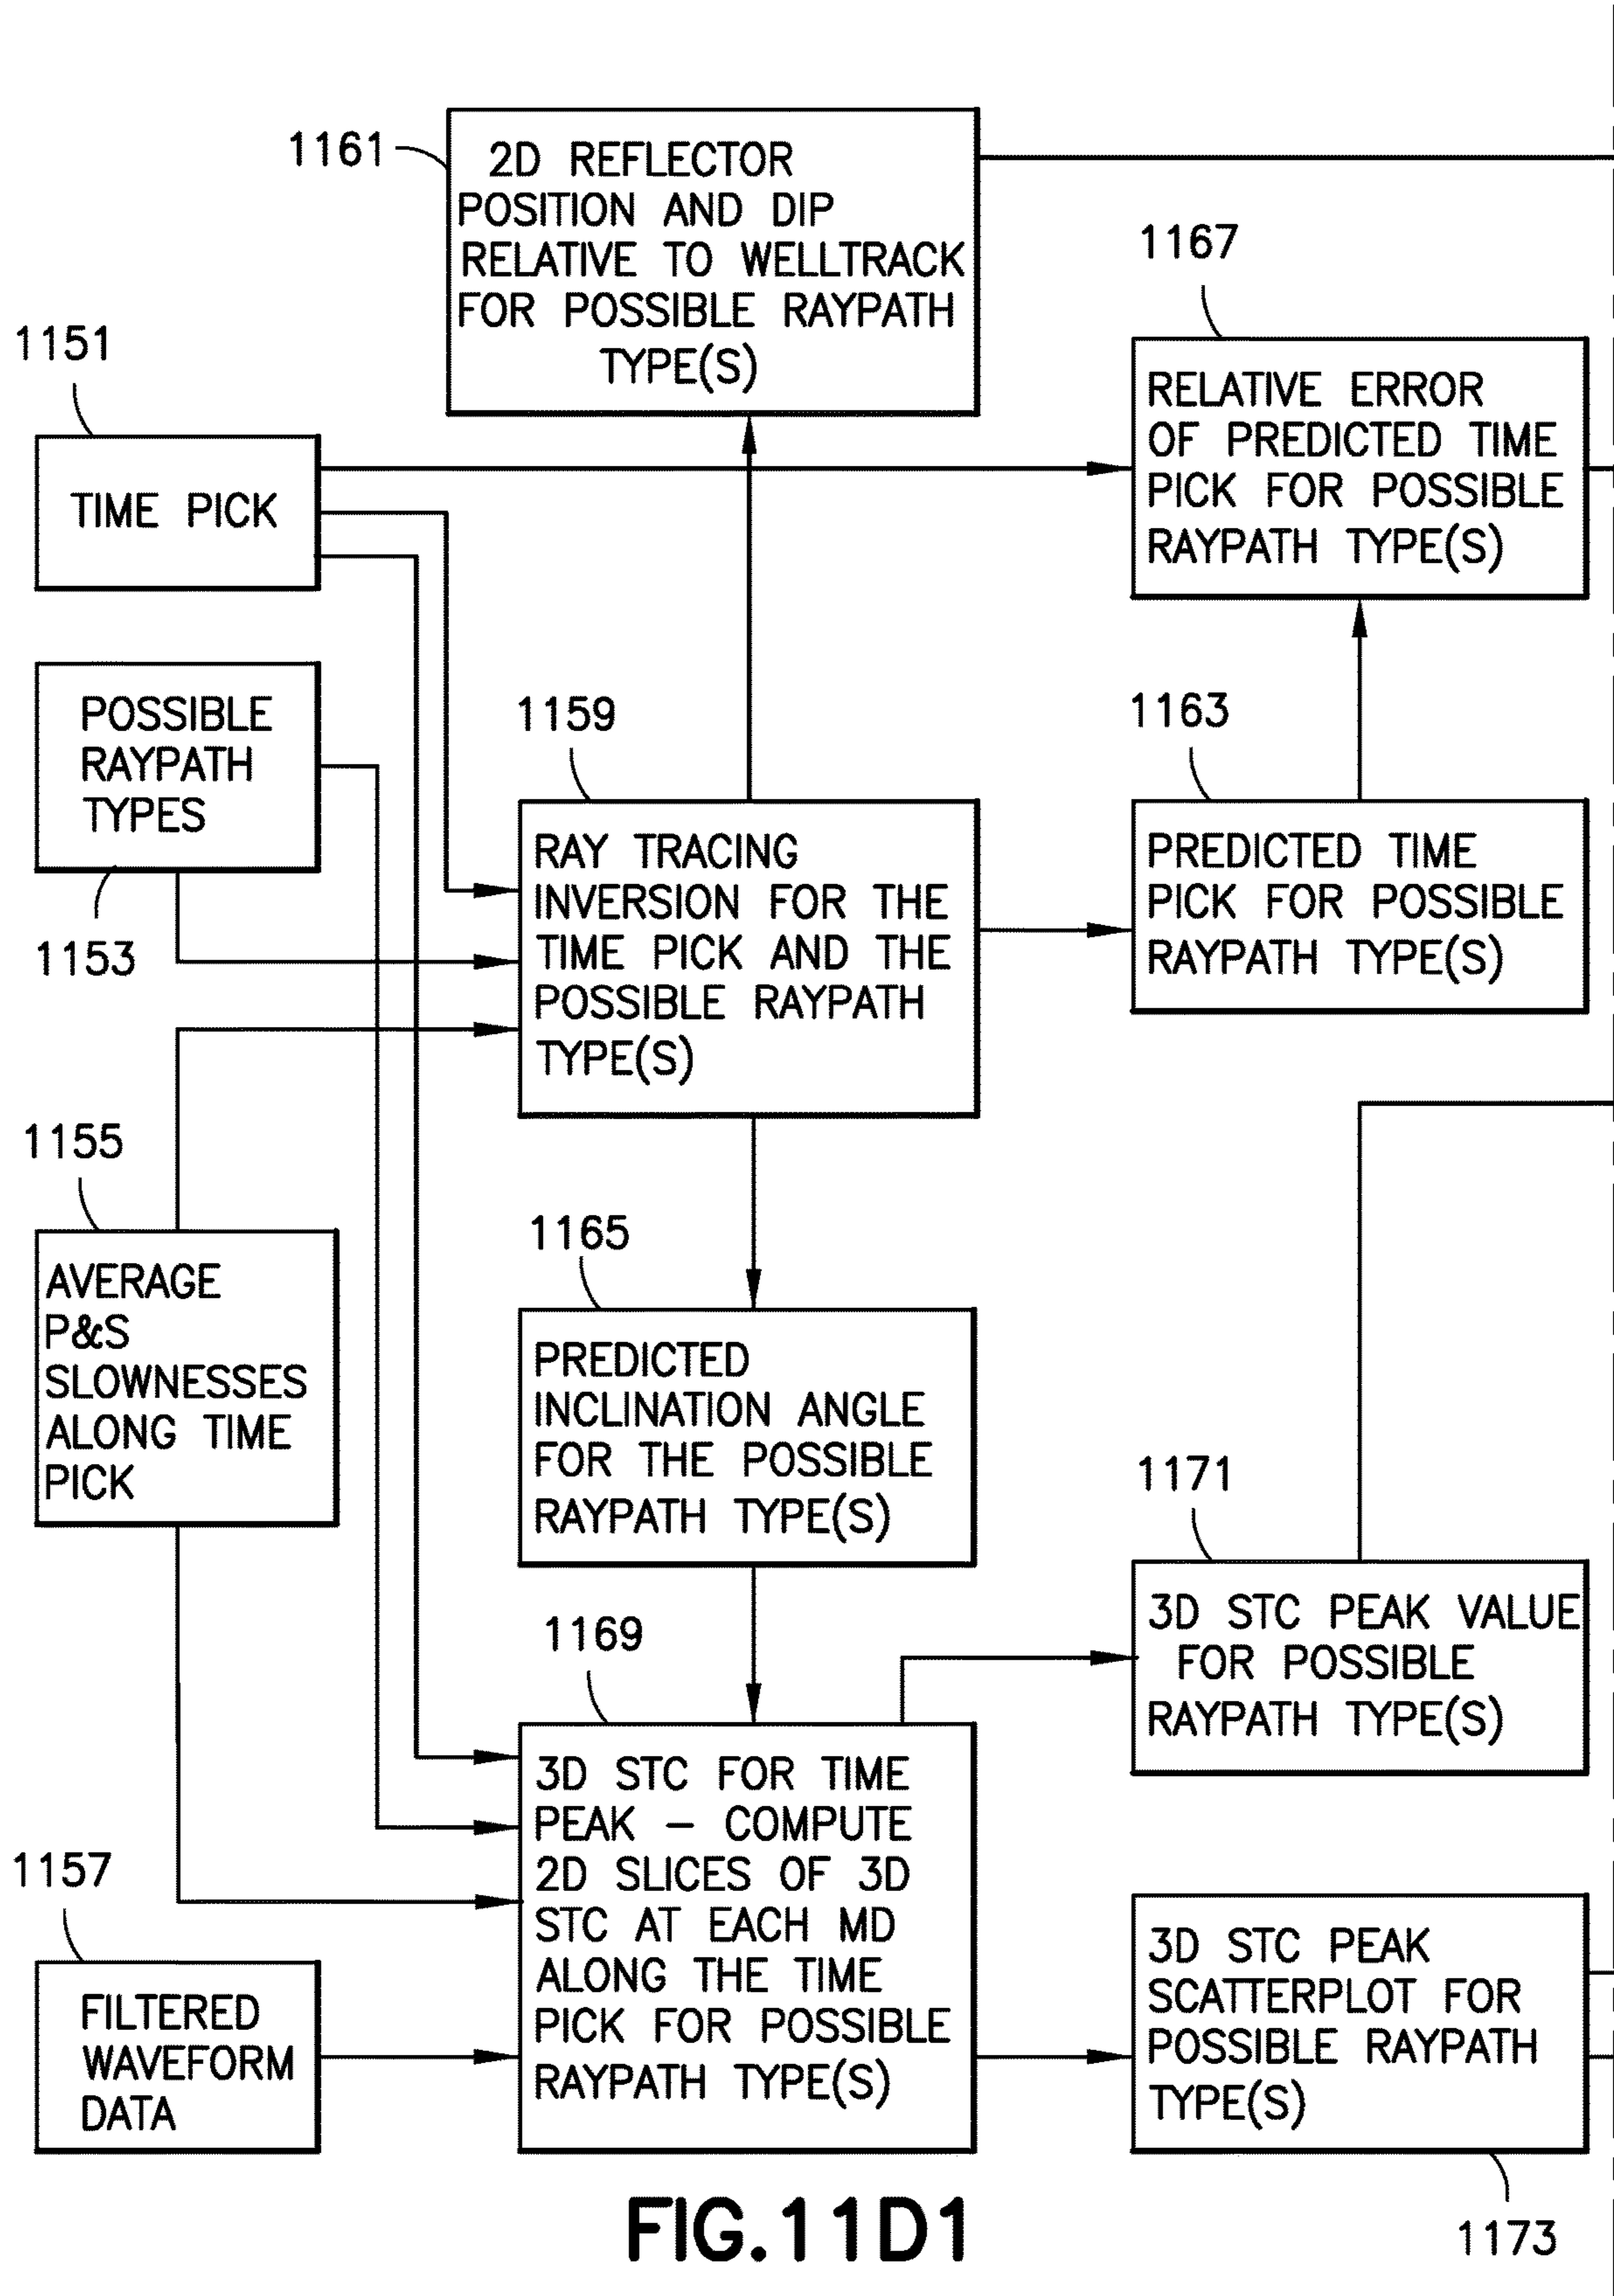 1161
2D REFLECTOR
POSITION AND DIP
RELATIVE TO WELLTRACK
FOR POSSIBLE RAYPATH
TYPE(S)
1167
RELATIVE ERROR
OF PREDICTED TIME
PICK FOR POSSIBLE
RAYPATH TYPE(S)
1151
TIME PICK
POSSIBLE
RAYPATH
TYPES
1153
1159
RAY TRACING
INVERSION FOR THE
TIME PICK AND THE
POSSIBLE RAYPATH
TYPE(S)
1163
PREDICTED TIME
PICK FOR POSSIBLE
RAYPATH TYPE(S)
1155
AVERAGE
P&S
SLOWNESSES
ALONG TIME
PICK
1165
PREDICTED
INCLINATION ANGLE
FOR THE POSSIBLE
RAYPATH TYPE(S)
1171
3D STC PEAK VALUE
FOR POSSIBLE
RAYPATH TYPE(S)
1169
3D STC FOR TIME
PEAK – COMPUTE
2D SLICES OF 3D
STC AT EACH MD
ALONG THE TIME
PICK FOR POSSIBLE
RAYPATH TYPE(S)
1157
FILTERED
WAVEFORM
DATA
3D STC PEAK
SCATTERPLOT FOR
POSSIBLE RAYPATH
TYPE(S)
1173
FIG.11D1